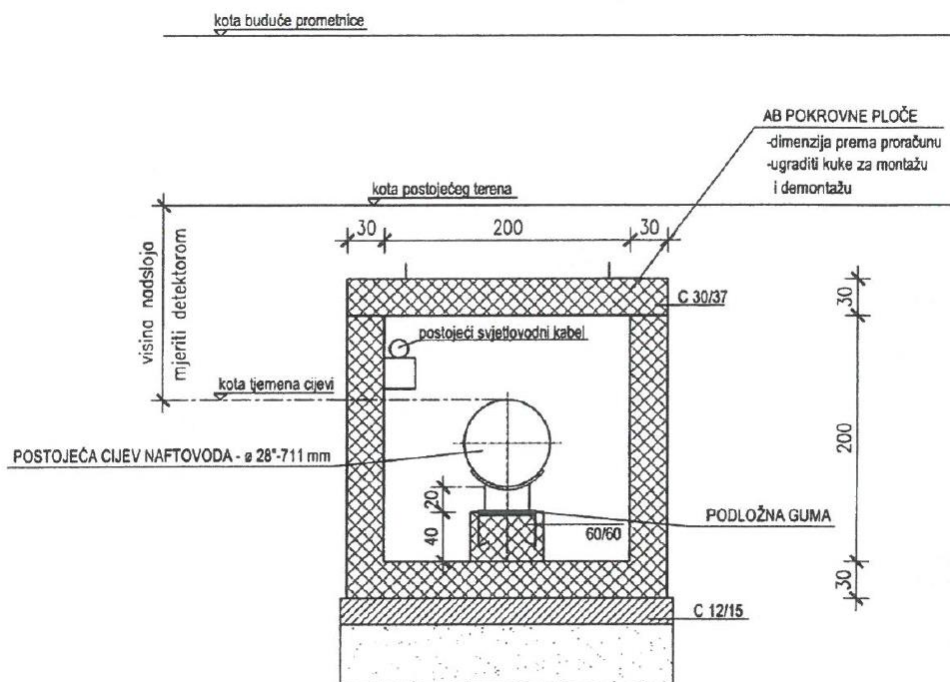 kota buduće prometnice
AB POKROVNE PLOČE
-dimenzija prema proračunu
-ugraditi kuke za montažu
i demontažu
kota postojećeg terena
30
200
30
visina nadsloja
mjeriti detektorom
C 30/37
30
postojeći svjetlovodni kabel
kota tjemena cijevi
200
POSTOJEĆA CIJEV NAFTOVODA - ø 28"-711 mm
20
PODLOŽNA GUMA
40
60/60
30
C 12/15